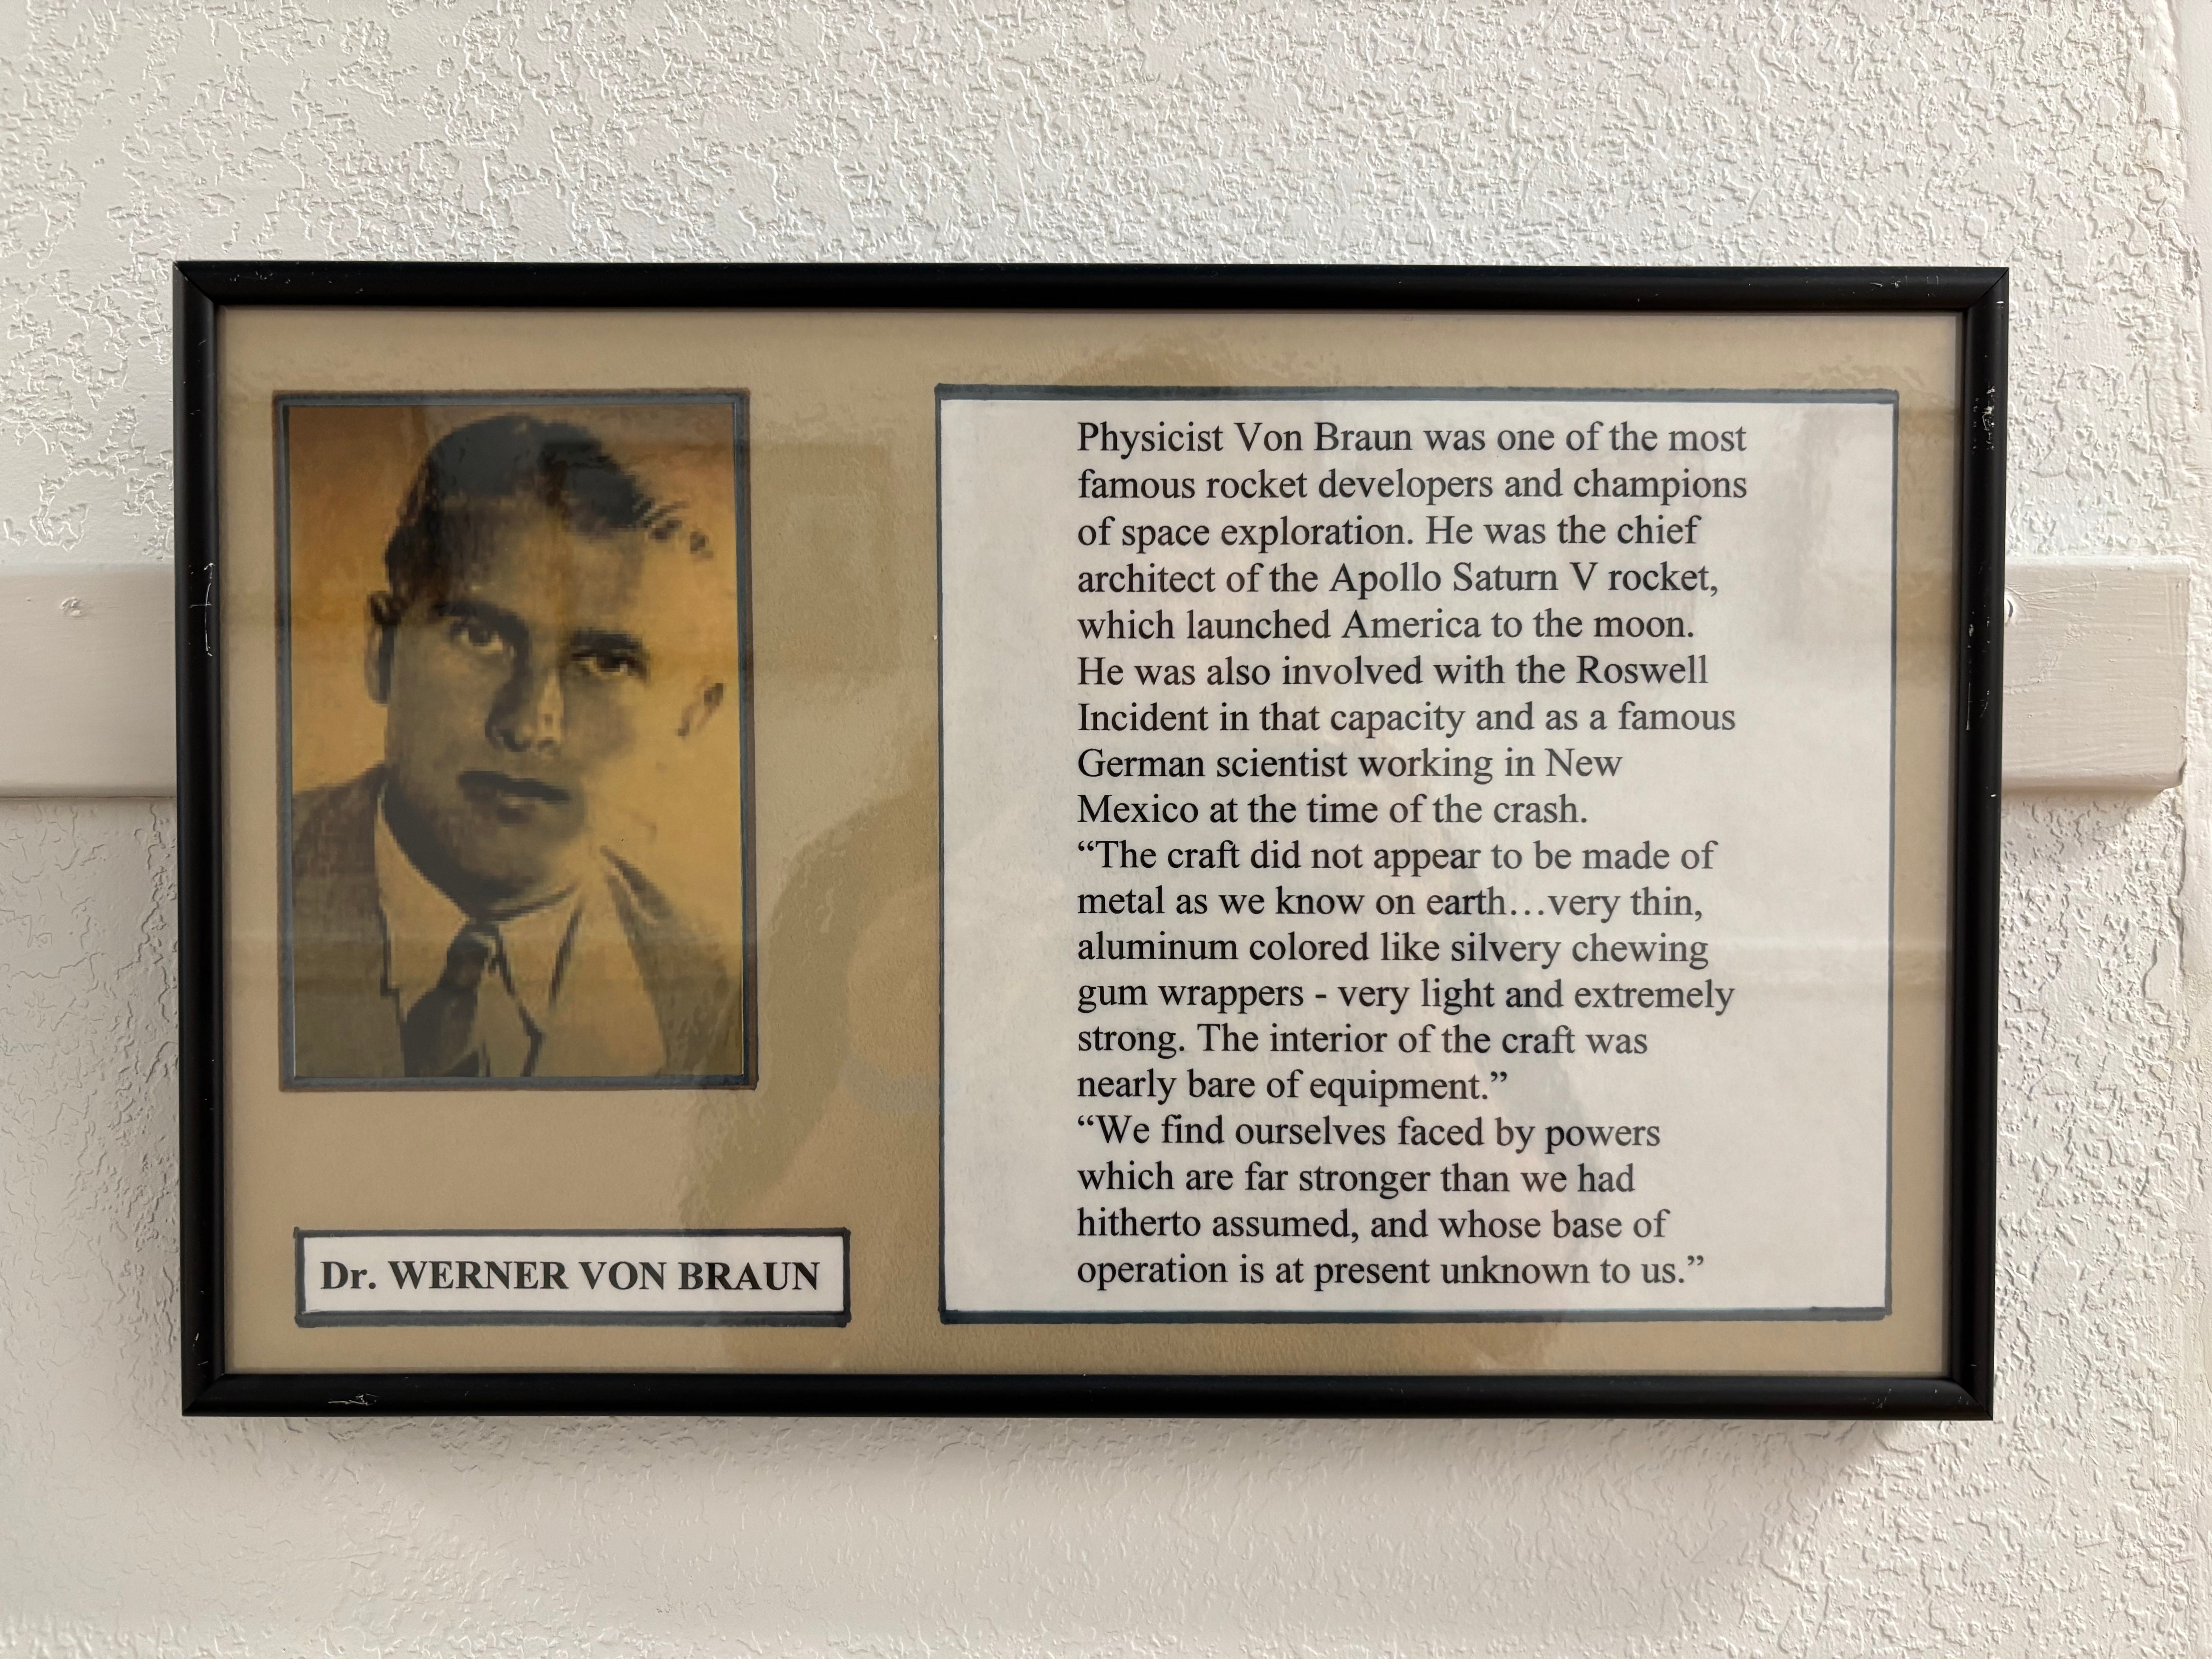 Physicist Von Braun was one of the most
famous rocket developers and champions
of space exploration. He was the chief
architect of the Apollo Saturn V rocket,
which launched America to the moon.
He was also involved with the Roswell
Incident in that capacity and as a famous
German scientist working in New
Mexico at the time of the crash.
“The craft did not appear to be made of
metal as we know on earth…very thin,
aluminum colored like silvery chewing
gum wrappers - very light and extremely
strong. The interior of the craft was
nearly bare of equipment.”
“We find ourselves faced by powers
which are far stronger than we had
hitherto assumed, and whose base of
operation is at present unknown to us.”
Dr. WERNER VON BRAUN